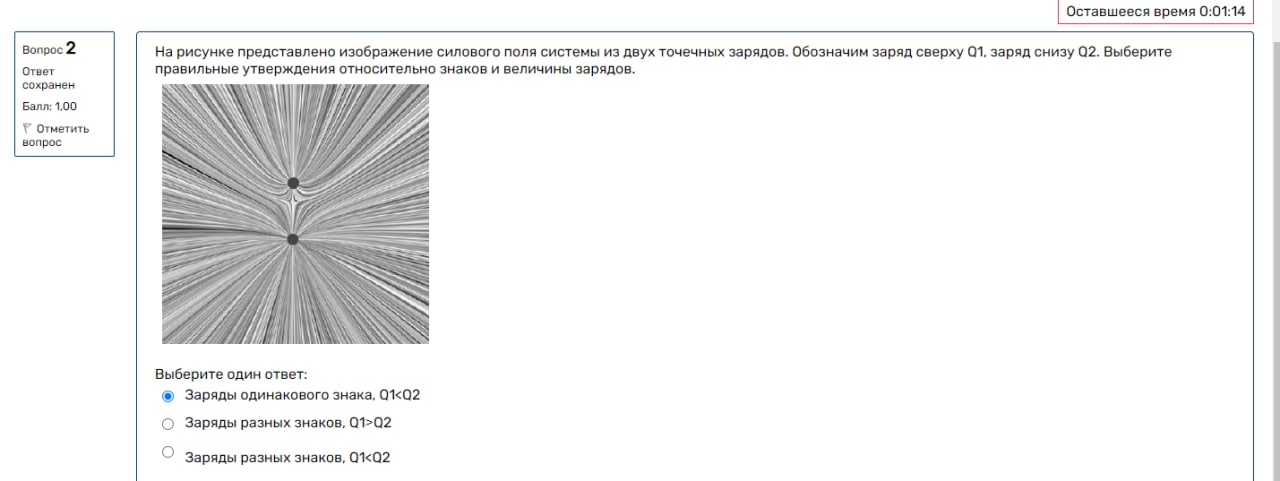 Оставшееся время 0:01:14
Вопрос 2
Ответ
сохранен
Балл: 1,00
Отметить
вопрос
На рисунке представлено изображение силового поля системы из двух точечных зарядов. Обозначим заряд сверху Q1, заряд снизу Q2. Выберите
правильные утверждения относительно знаков и величины зарядов.
Выберите один ответ:
Заряды одинакового знака, Q1<Q2
Заряды разных знаков, Q1>Q2
Заряды разных знаков, Q1<Q2